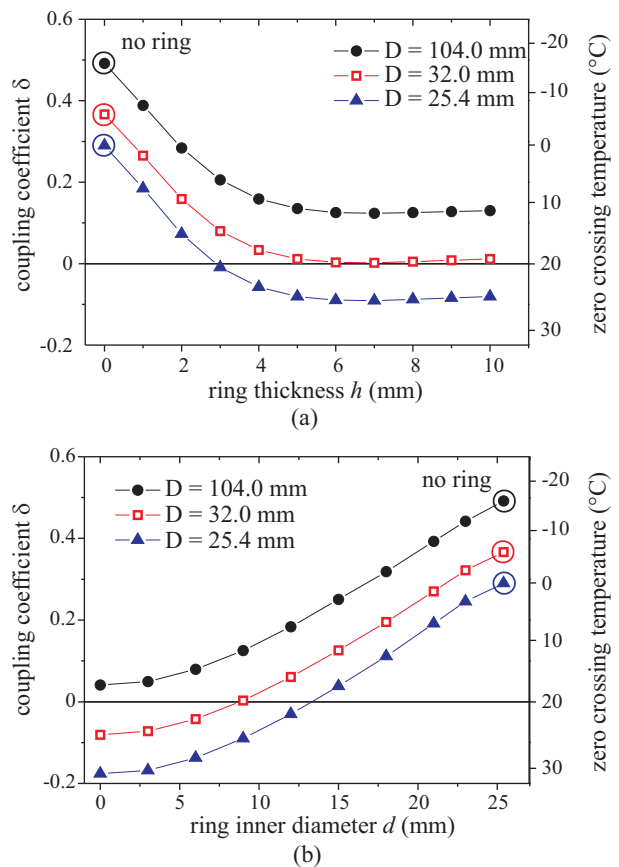 (a)
0.6
0.4
0.2
0
-0.2
coupling coefficient δ
no ring
D = 104.0 mm
D = 32.0 mm
D = 25.4 mm
-20
-10
0
10
20
30
zero crossing temperature (°C)
0 2 4 6 8 10
ring thickness h (mm)
(a)
0.6
0.4
0.2
0
-0.2
coupling coefficient δ
D = 104.0 mm
D = 32.0 mm
D = 25.4 mm
no ring
-20
-10
0
10
20
30
zero crossing temperature (°C)
0 5 10 15 20 25
ring inner diameter d (mm)
(b)